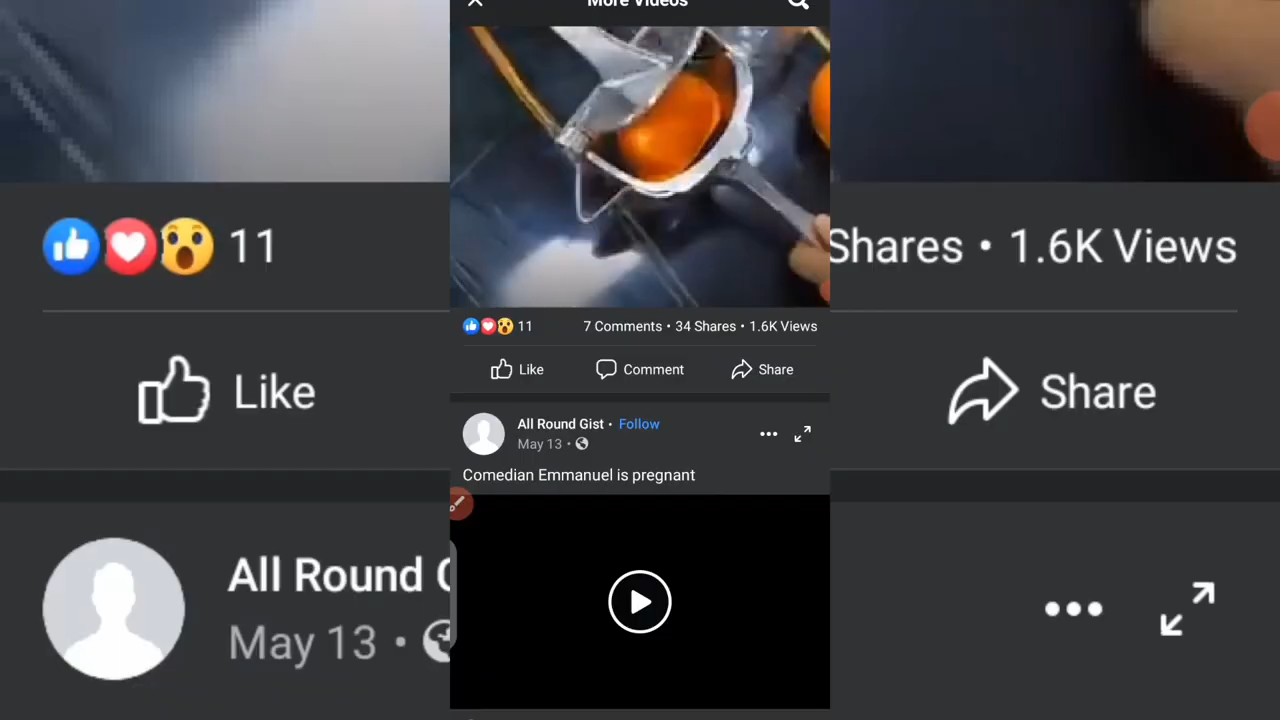 More Videos
11
7 Comments • 34 Shares • 1.6K Views
Like
Comment
Share
All Round Gist • Follow
May 13 •
Comedian Emmanuel is pregnant
11
Shares • 1.6K Views
Like
Share
All Round
May 13 •